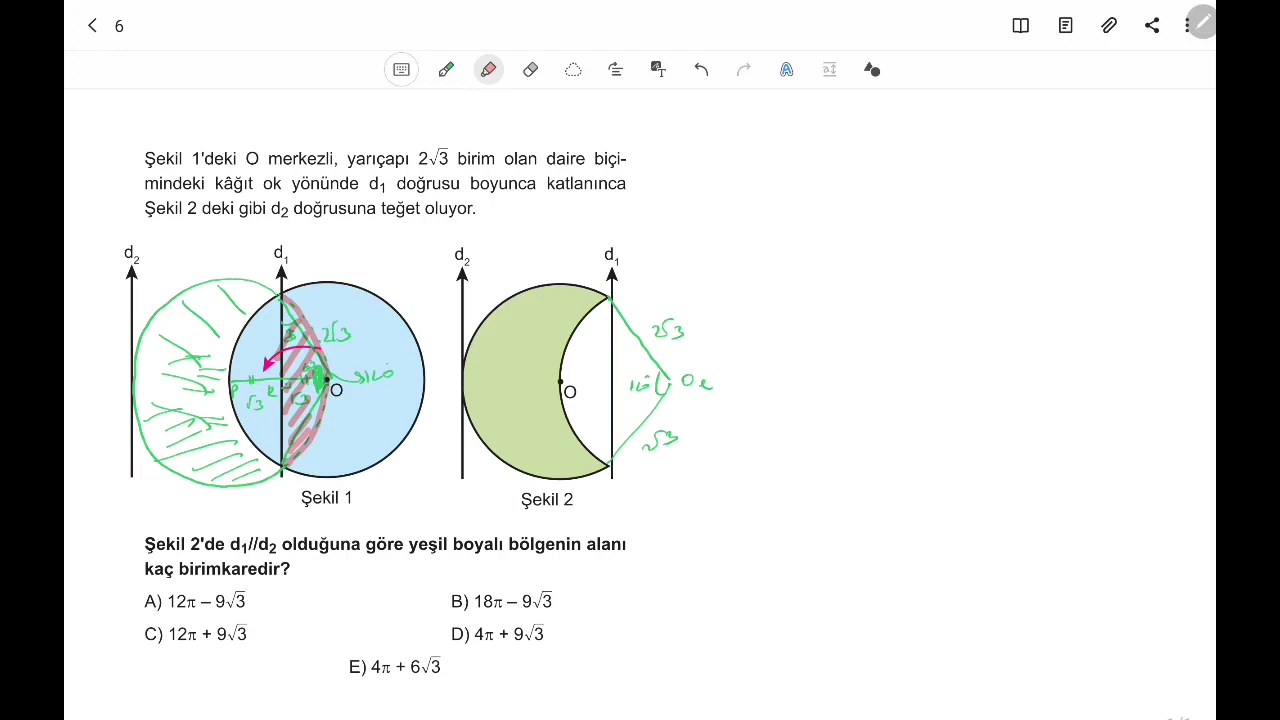 6
Şekil 1'deki O merkezli, yarıçapı 2√3 birim olan daire biçi-
mindeki kâğıt ok yönünde d₁ doğrusu boyunca katlanınca
Şekil 2 deki gibi d₂ doğrusuna teğet oluyor.
d₂ d₁ d₂ d₁
3 2√3 2√3
O √3 √3 O
2√3
Şekil 1 Şekil 2
Şekil 2'de d₁//d₂ olduğuna göre yeşil boyalı bölgenin alanı
kaç birimkaredir?
A) 12π – 9√3 B) 18π – 9√3
C) 12π + 9√3 D) 4π + 9√3
E) 4π + 6√3